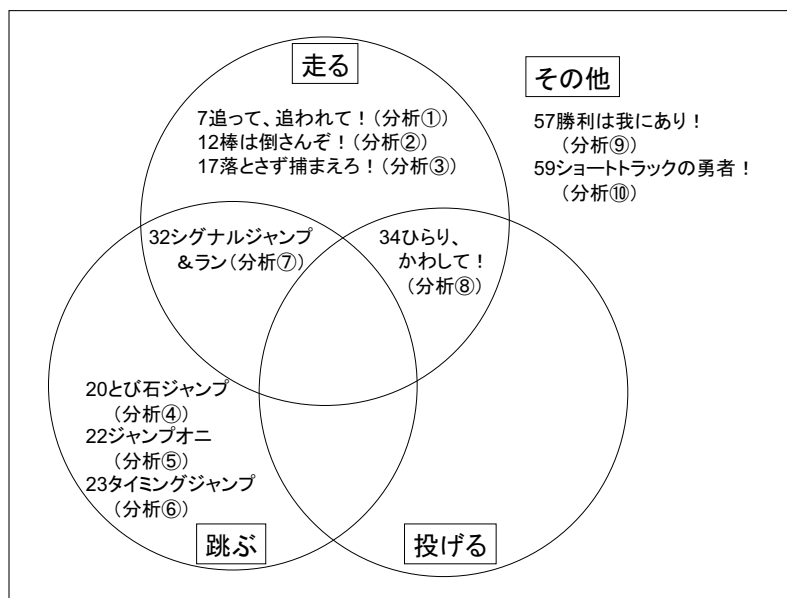 走る
7追って、追われて！（分析①）
12棒は倒さんぞ！（分析②）
17落とさず捕まえろ！（分析③）
その他
57勝利は我にあり！
（分析⑨）
59ショートトラックの勇者！
（分析⑩）
32シグナルジャンプ
＆ラン（分析⑦）
34ひらり、
かわして！
（分析⑧）
20とび石ジャンプ
（分析④）
22ジャンプオニ
（分析⑤）
23タイミングジャンプ
（分析⑥）
跳ぶ
投げる